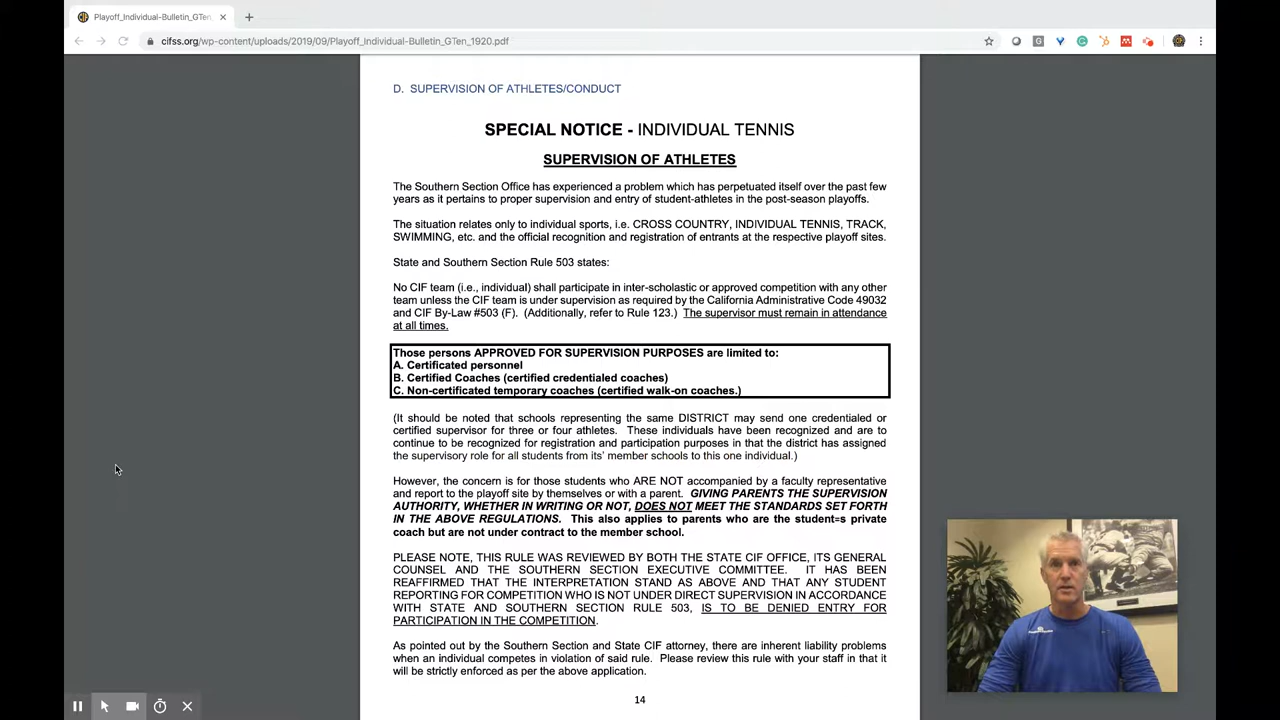 Playoff_Individual-Bulletin_GTen_
cifss.org/wp-content/uploads/2019/09/Playoff_Individual-Bulletin_GTen_1920.pdf
D. SUPERVISION OF ATHLETES/CONDUCT
SPECIAL NOTICE - INDIVIDUAL TENNIS
SUPERVISION OF ATHLETES
The Southern Section Office has experienced a problem which has perpetuated itself over the past few
years as it pertains to proper supervision and entry of student-athletes in the post-season playoffs.
The situation relates only to individual sports, i.e. CROSS COUNTRY, INDIVIDUAL TENNIS, TRACK,
SWIMMING, etc. and the official recognition and registration of entrants at the respective playoff sites.
State and Southern Section Rule 503 states:
No CIF team (i.e., individual) shall participate in inter-scholastic or approved competition with any other
team unless the CIF team is under supervision as required by the California Administrative Code 49032
and CIF By-Law #503 (F). (Additionally, refer to Rule 123.) The supervisor must remain in attendance
at all times.
Those persons APPROVED FOR SUPERVISION PURPOSES are limited to:
A. Certificated personnel
B. Certified Coaches (certified credentialed coaches)
C. Non-certificated temporary coaches (certified walk-on coaches.)
(It should be noted that schools representing the same DISTRICT may send one credentialed or
certified supervisor for three or four athletes. These individuals have been recognized and are to
continue to be recognized for registration and participation purposes in that the district has assigned
the supervisory role for all students from its' member schools to this one individual.)
However, the concern is for those students who ARE NOT accompanied by a faculty representative
and report to the playoff site by themselves or with a parent. GIVING PARENTS THE SUPERVISION
AUTHORITY, WHETHER IN WRITING OR NOT, DOES NOT MEET THE STANDARDS SET FORTH
IN THE ABOVE REGULATIONS. This also applies to parents who are the student=s private
coach but are not under contract to the member school.
PLEASE NOTE, THIS RULE WAS REVIEWED BY BOTH THE STATE CIF OFFICE, ITS GENERAL
COUNSEL AND THE SOUTHERN SECTION EXECUTIVE COMMITTEE. IT HAS BEEN
REAFFIRMED THAT THE INTERPRETATION STAND AS ABOVE AND THAT ANY STUDENT
REPORTING FOR COMPETITION WHO IS NOT UNDER DIRECT SUPERVISION IN ACCORDANCE
WITH STATE AND SOUTHERN SECTION RULE 503, IS TO BE DENIED ENTRY FOR
PARTICIPATION IN THE COMPETITION.
As pointed out by the Southern Section and State CIF attorney, there are inherent liability problems
when an individual competes in violation of said rule. Please review this rule with your staff in that it
will be strictly enforced as per the above application.
14